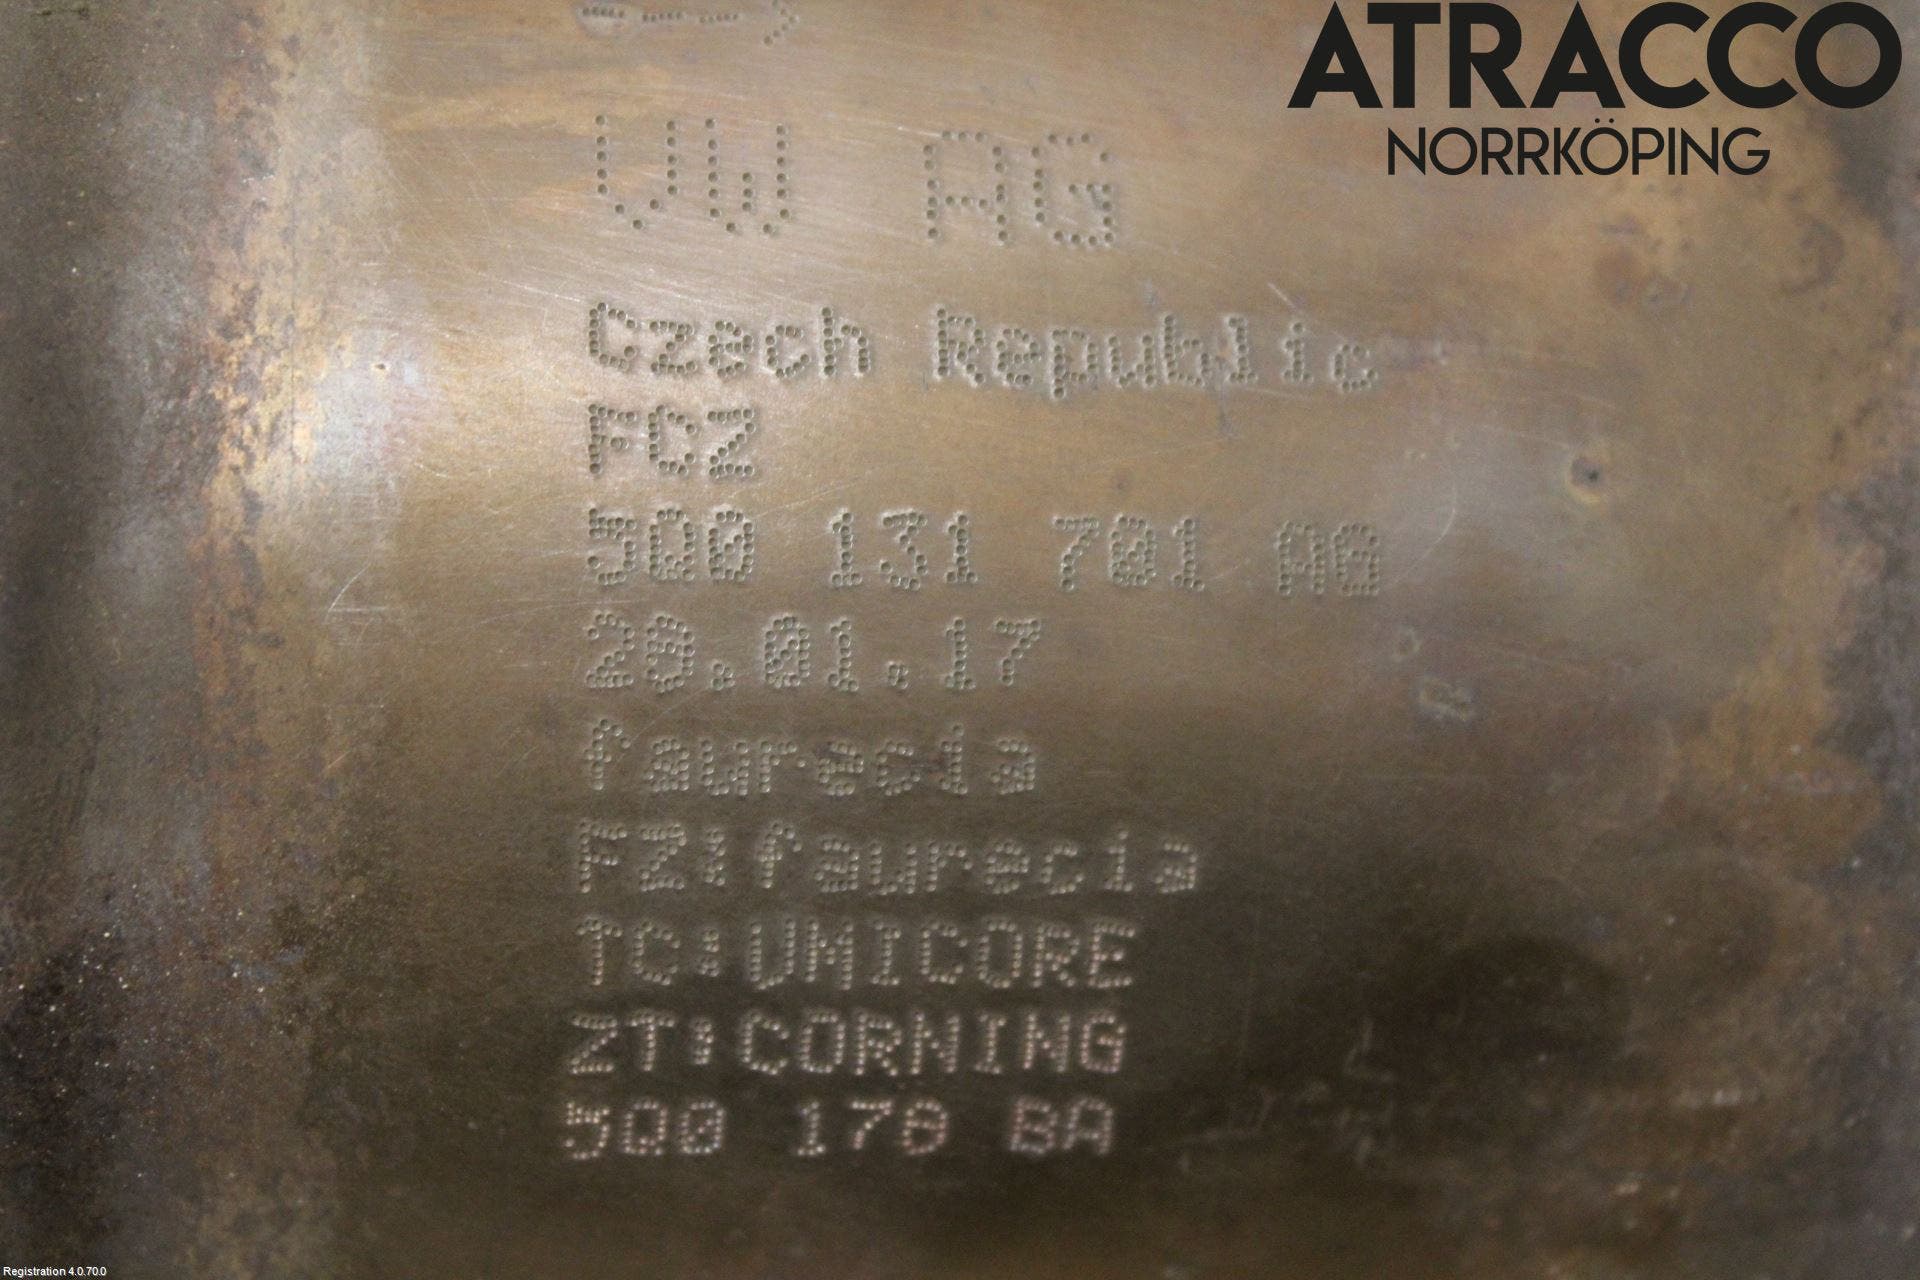 ATRACCO
NORRKÖPING
VW AG
Czech Republic
FCZ
5Q0 131 701 AG
28.01.17
faurecia
FZ:faurecia
TC:UMICORE
ZT:CORNING
5Q0 178 BA
Registration 4.0.70.0